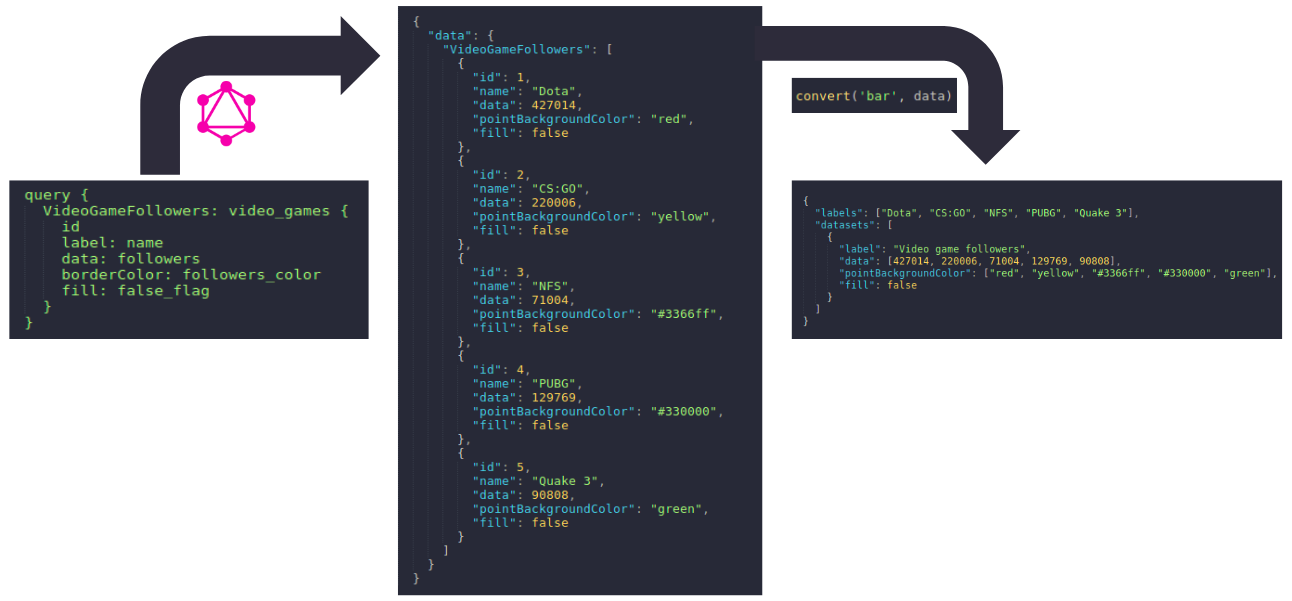 query {
  VideoGameFollowers: video_games {
    id
    label: name
    data: followers
    borderColor: followers_color
    fill: false_flag
  }
}
{
  "data": {
    "VideoGameFollowers": [
      {
        "id": 1,
        "name": "Dota",
        "data": 427014,
        "pointBackgroundColor": "red",
        "fill": false
      },
      {
        "id": 2,
        "name": "CS:GO",
        "data": 220006,
        "pointBackgroundColor": "yellow",
        "fill": false
      },
      {
        "id": 3,
        "name": "NFS",
        "data": 71004,
        "pointBackgroundColor": "#3366ff",
        "fill": false
      },
      {
        "id": 4,
        "name": "PUBG",
        "data": 129769,
        "pointBackgroundColor": "#330000",
        "fill": false
      },
      {
        "id": 5,
        "name": "Quake 3",
        "data": 90808,
        "pointBackgroundColor": "green",
        "fill": false
      }
    ]
  }
}
convert('bar', data)
{
  "labels": ["Dota", "CS:GO", "NFS", "PUBG", "Quake 3"],
  "datasets": [
    {
      "label": "Video game followers",
      "data": [427014, 220006, 71004, 129769, 90808],
      "pointBackgroundColor": ["red", "yellow", "#3366ff", "#330000", "green"],
      "fill": false
    }
  ]
}